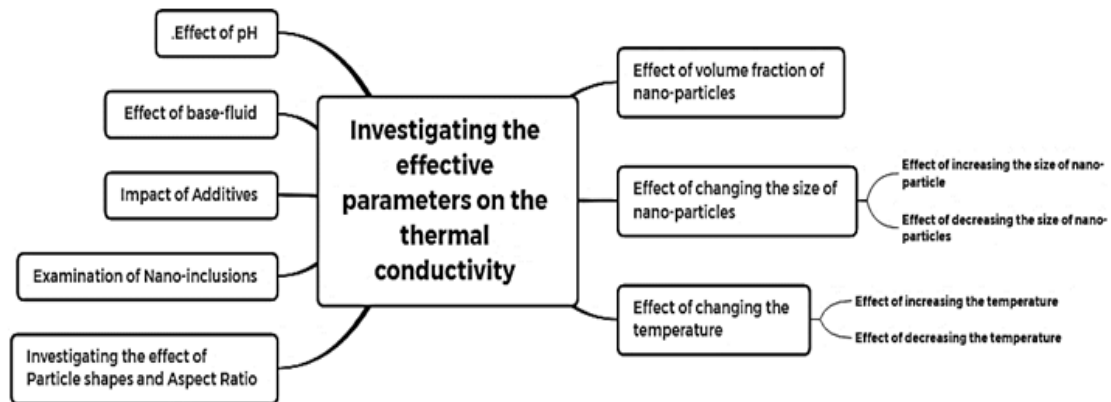 .Effect of pH
Effect of base-fluid
Impact of Additives
Examination of Nano-inclusions
Investigating the effect of
Particle shapes and Aspect Ratio
Investigating the
effective
parameters on the
thermal
conductivity
Effect of volume fraction of
nano-particles
Effect of changing the size of
nano-particles
Effect of increasing the size of nano-
particle
Effect of decreasing the size of nano-
particles
Effect of changing the
temperature
Effect of increasing the temperature
Effect of decreasing the temperature